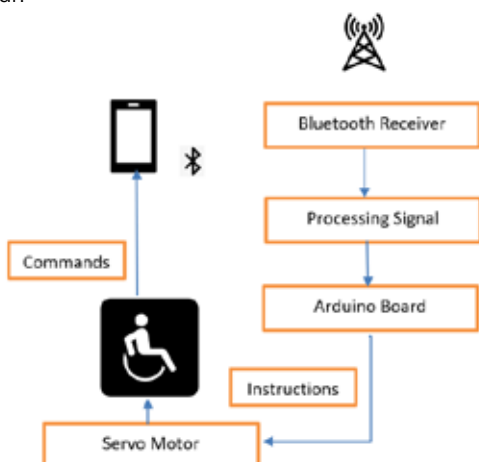 Bluetooth Receiver
Processing Signal
Commands
Arduino Board
Instructions
Servo Motor